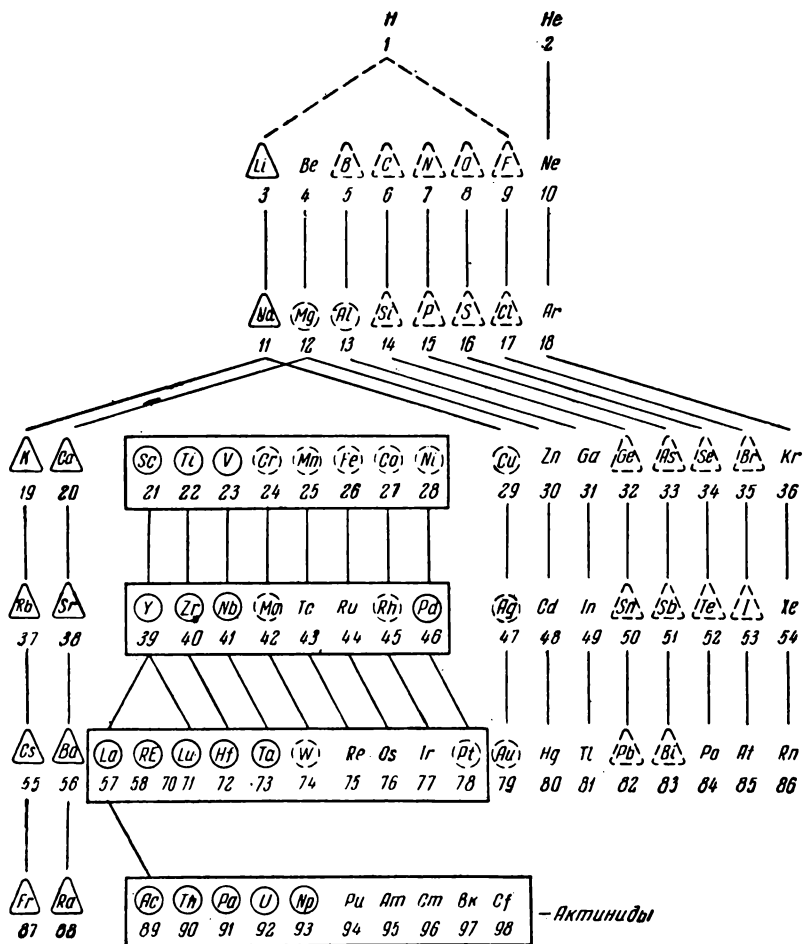 H He
1 2
Li Be B C N O F Ne
3 4 5 6 7 8 9 10
Na Mg Al Si P S Cl Ar
11 12 13 14 15 16 17 18
K Ca Sc Ti V Cr Mn Fe Co Ni Cu Zn Ga Ge As Se Br Kr
19 20 21 22 23 24 25 26 27 28 29 30 31 32 33 34 35 36
Rb Sr Y Zr Nb Mo Tc Ru Rh Pd Ag Cd In Sn Sb Te I Xe
37 38 39 40 41 42 43 44 45 46 47 48 49 50 51 52 53 54
Cs Ba La RE Lu Hf Ta W Re Os Ir Pt Au Hg Tl Pb Bi Po At Rn
55 56 57 58 70 71 72 73 74 75 76 77 78 79 80 81 82 83 84 85 86
Fr Ra Ac Th Pa U Np Pu Am Cm Вк Cf – Актиниды
87 88 89 90 91 92 93 94 95 96 97 98